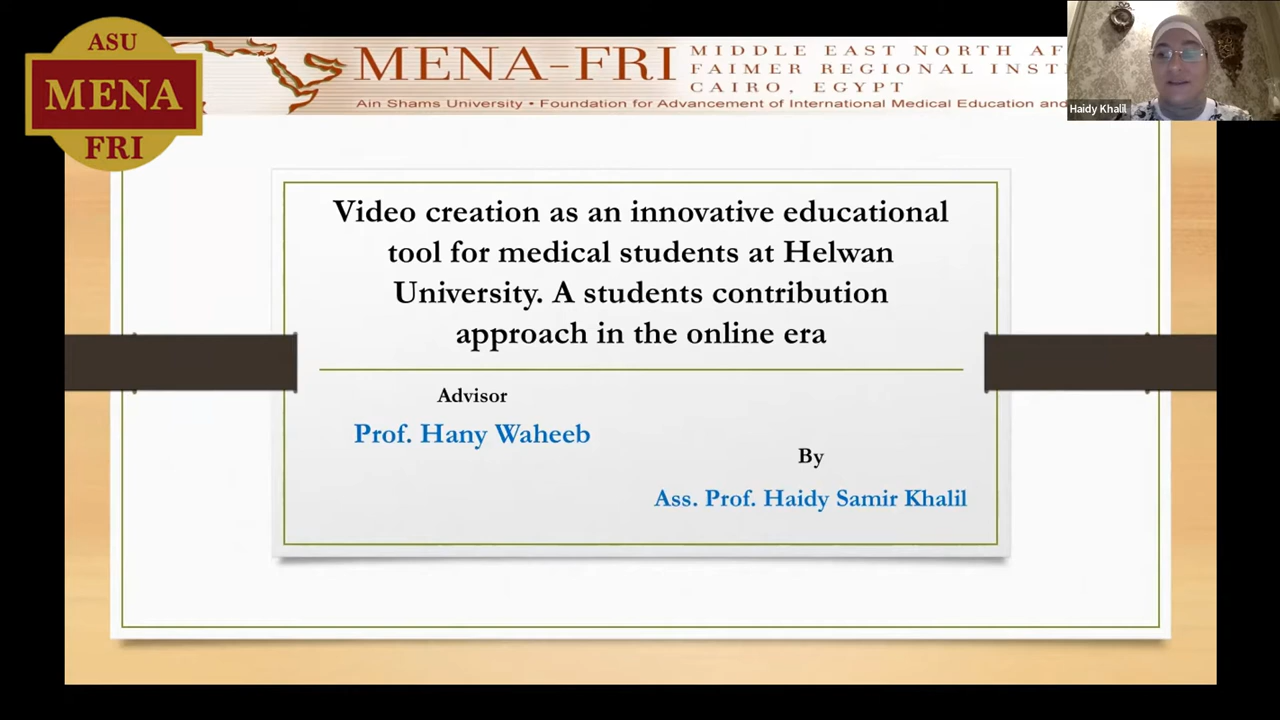 ASU
MENA
FRI
MENA-FRI
MIDDLE EAST NORTH AF
FAIMER REGIONAL INST
CAIRO, EGYPT
Ain Shams University • Foundation for Advancement of International Medical Education and
Haidy Khalil
Video creation as an innovative educational
tool for medical students at Helwan
University. A students contribution
approach in the online era
Advisor
Prof. Hany Waheeb
By
Ass. Prof. Haidy Samir Khalil